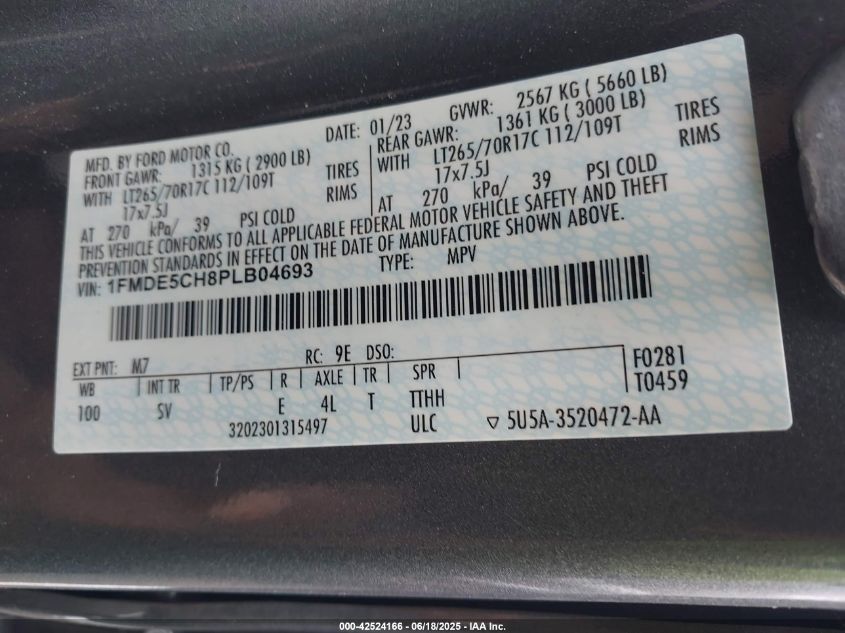 MFD. BY FORD MOTOR CO.
DATE: 01/23 GVWR: 2567 KG ( 5660 LB)
FRONT GAWR: 1315 KG ( 2900 LB)
WITH LT265/70R17C 112/109T TIRES
17x7.5J RIMS
AT 270 kPa/ 39 PSI COLD
REAR GAWR: 1361 KG ( 3000 LB)
WITH LT265/70R17C 112/109T TIRES
17x7.5J RIMS
AT 270 kPa/ 39 PSI COLD
THIS VEHICLE CONFORMS TO ALL APPLICABLE FEDERAL MOTOR VEHICLE SAFETY AND THEFT
PREVENTION STANDARDS IN EFFECT ON THE DATE OF MANUFACTURE SHOWN ABOVE.
VIN: 1FMDE5CH8PLB04693 TYPE: MPV
EXT PNT: M7 RC: 9E DSO:
WB INT TR TP/PS R AXLE TR SPR
100 SV E 4L T TTHH
F0281
T0459
3202301315497 ULC ▽ 5U5A-3520472-AA
000-42524166 - 06/18/2025 - IAA Inc.